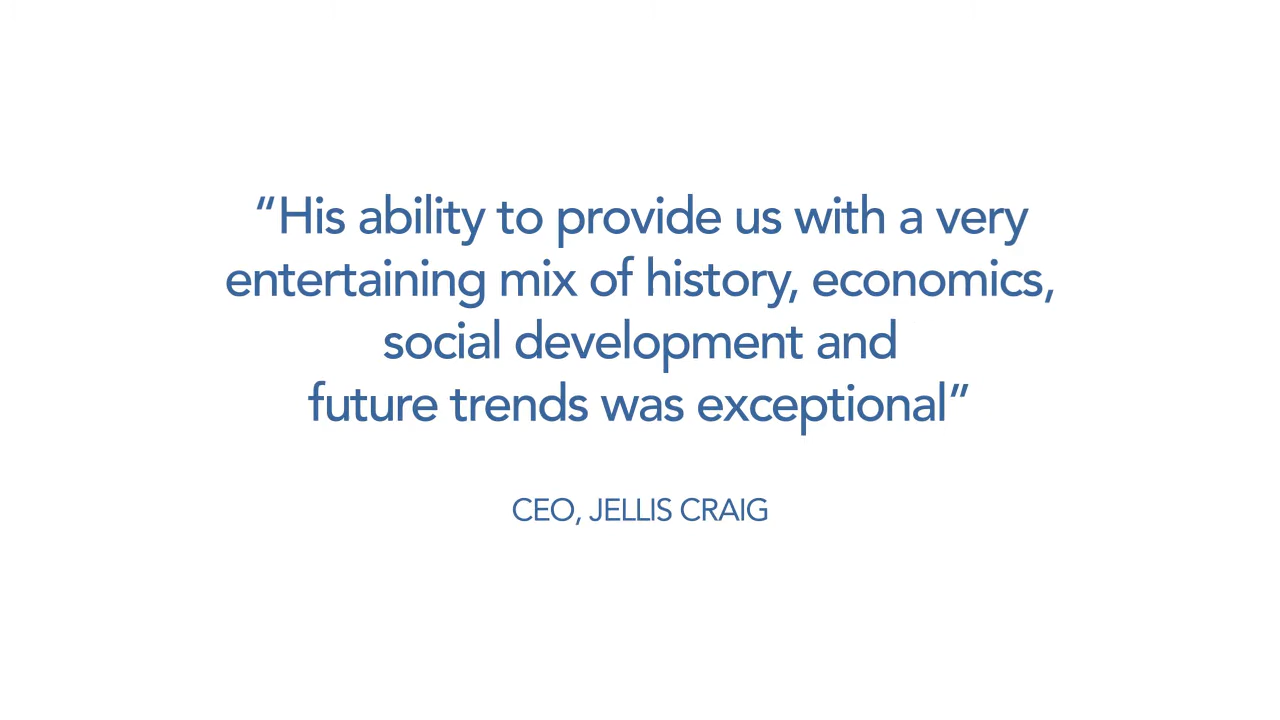 “His ability to provide us with a very
entertaining mix of history, economics,
social development and
future trends was exceptional”
CEO, JELLIS CRAIG